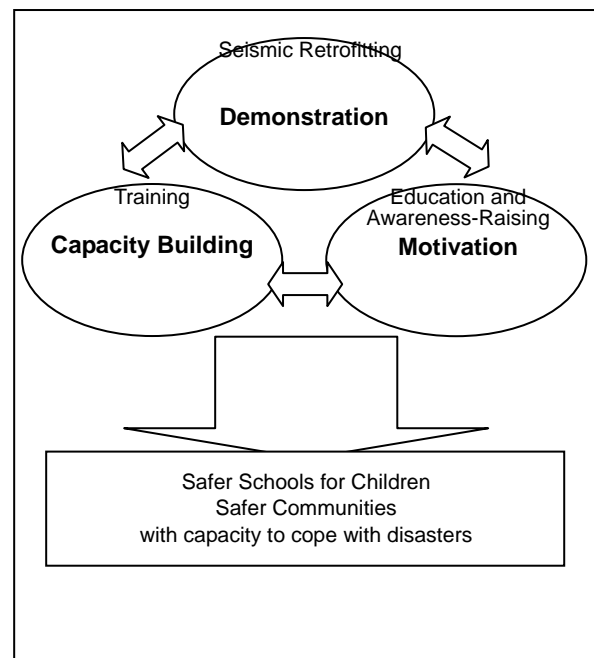 Seismic Retrofitting
Demonstration
Training
Capacity Building
Education and
Awareness-Raising
Motivation
Safer Schools for Children
Safer Communities
with capacity to cope with disasters